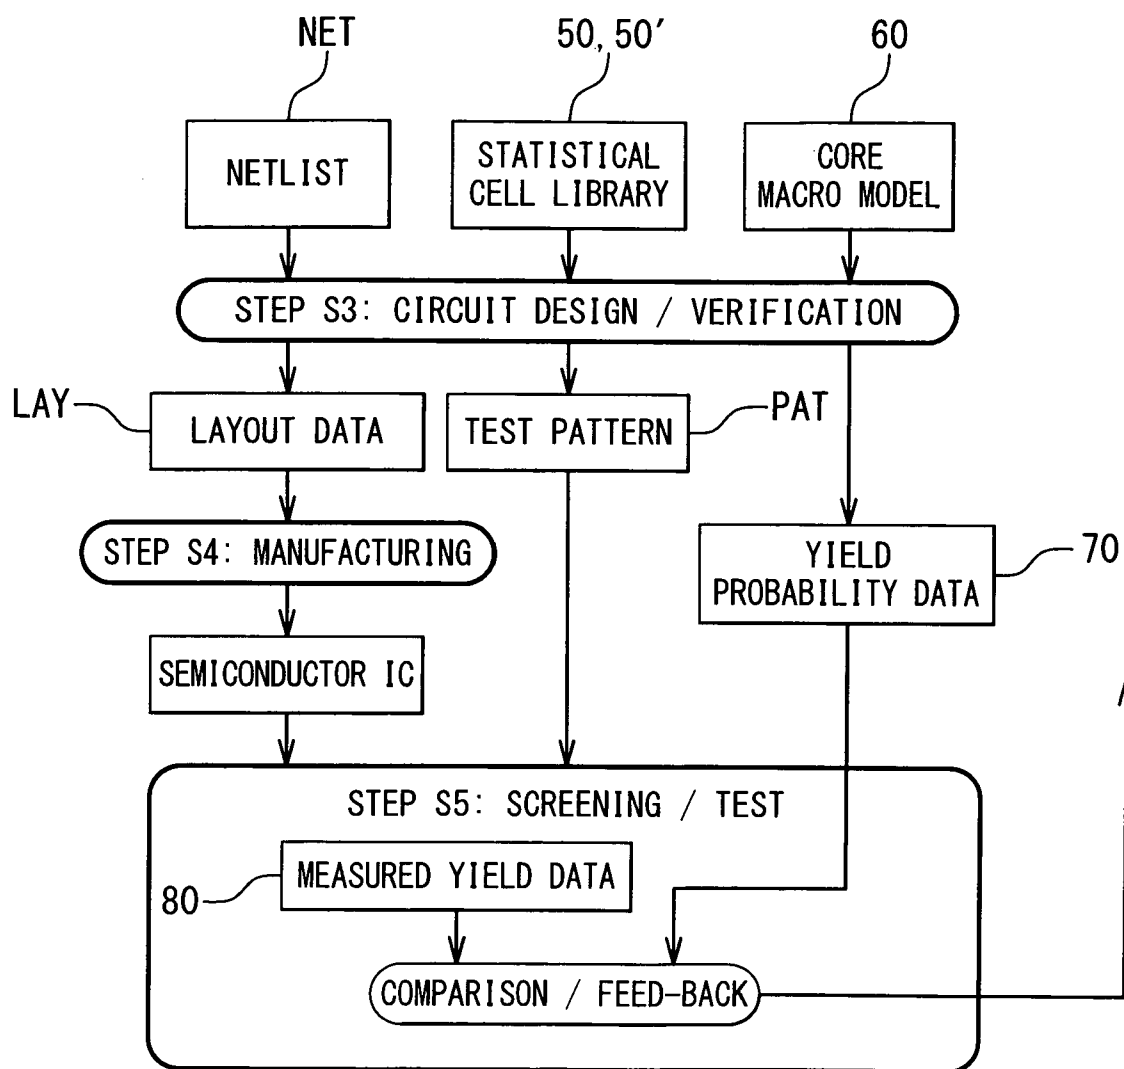 NET
50, 50'
60
NETLIST
STATISTICAL
CELL LIBRARY
CORE
MACRO MODEL
STEP S3: CIRCUIT DESIGN / VERIFICATION
LAY
LAYOUT DATA
TEST PATTERN
PAT
STEP S4: MANUFACTURING
YIELD
PROBABILITY DATA
70
SEMICONDUCTOR IC
STEP S5: SCREENING / TEST
MEASURED YIELD DATA
80
COMPARISON / FEED-BACK